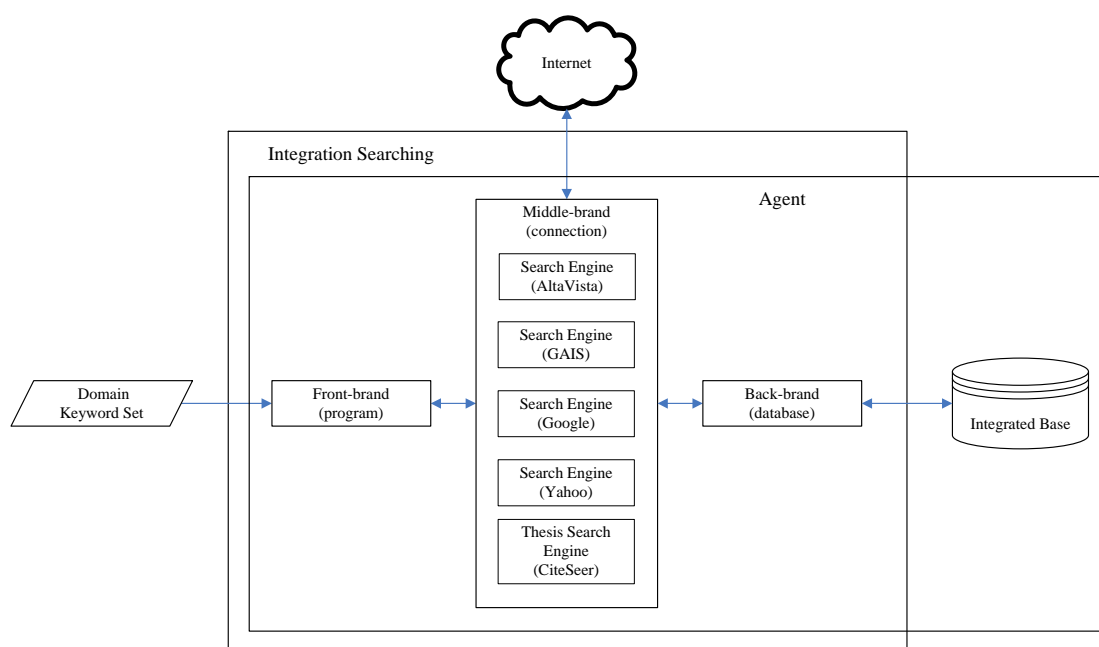 Internet
Integration Searching
Agent
Middle-brand
(connection)
Search Engine
(AltaVista)
Search Engine
(GAIS)
Domain
Keyword Set
Front-brand
(program)
Search Engine
(Google)
Back-brand
(database)
Integrated Base
Search Engine
(Yahoo)
Thesis Search
Engine
(CiteSeer)